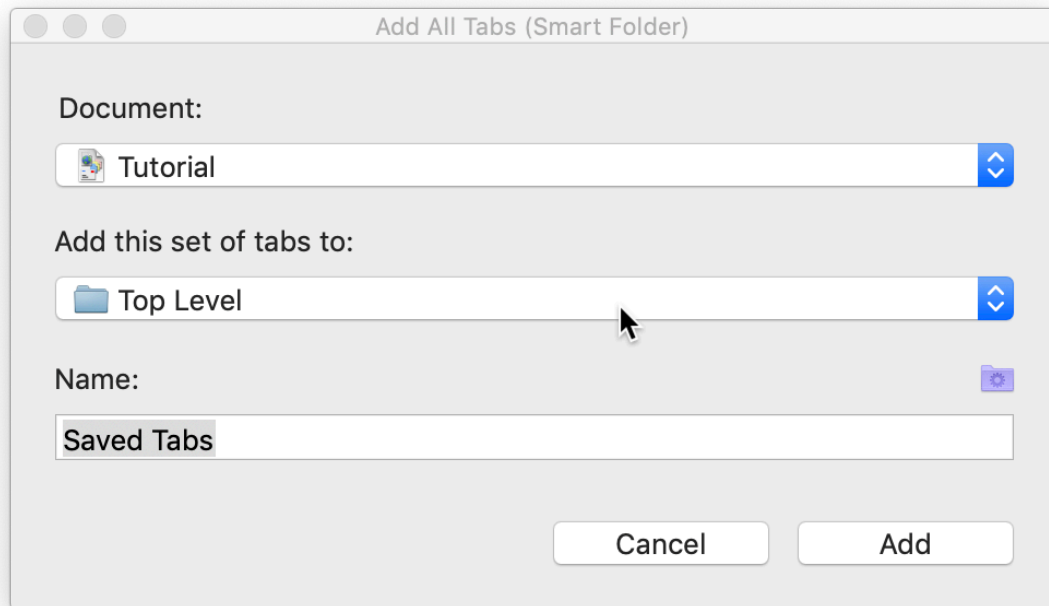 Add All Tabs (Smart Folder)
Document:
Tutorial
Add this set of tabs to:
Top Level
Name:
Saved Tabs
Cancel Add